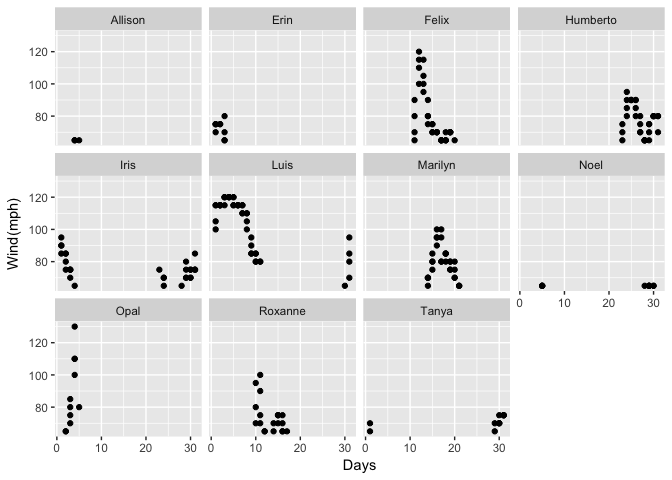 Allison Erin Felix Humberto
120
100
80
Iris Luis Marilyn Noel
120
100
80
0 10 20 30
Opal Roxanne Tanya
120
100
80
0 10 20 30 0 10 20 30 0 10 20 30
Days
Wind(mph)